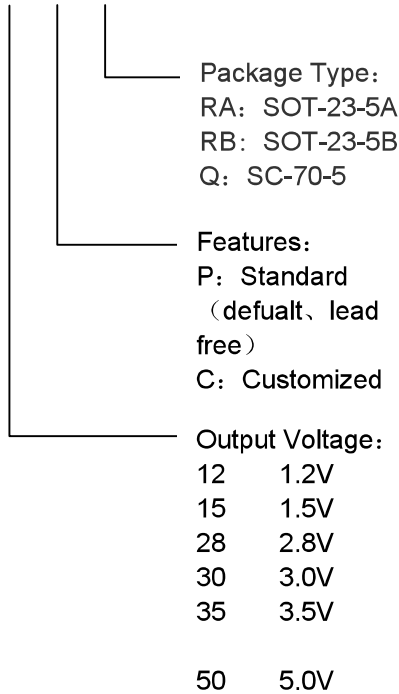 Package Type：
RA：SOT-23-5A
RB：SOT-23-5B
Q：SC-70-5
Features：
P：Standard
（defualt、lead
free）
C：Customized
Output Voltage：
12 1.2V
15 1.5V
28 2.8V
30 3.0V
35 3.5V
50 5.0V